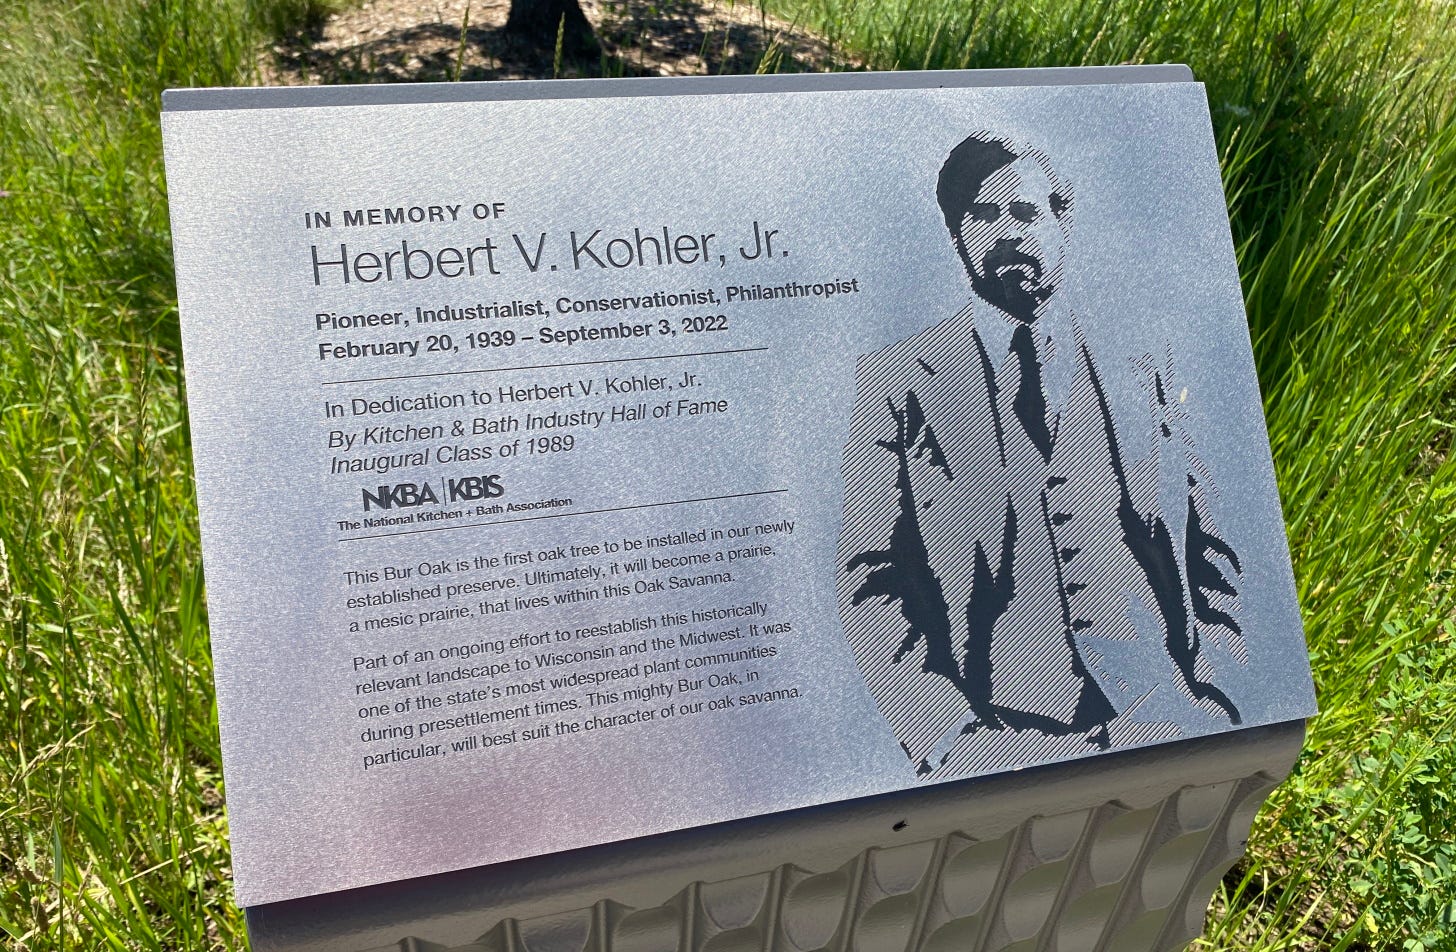 IN MEMORY OF
Herbert V. Kohler, Jr.
Pioneer, Industrialist, Conservationist, Philanthropist
February 20, 1939 – September 3, 2022
In Dedication to Herbert V. Kohler, Jr.
By Kitchen & Bath Industry Hall of Fame
Inaugural Class of 1989
NKBA | KBIS
The National Kitchen + Bath Association
This Bur Oak is the first oak tree to be installed in our newly
established preserve. Ultimately, it will become a prairie,
a mesic prairie, that lives within this Oak Savanna.
Part of an ongoing effort to reestablish this historically
relevant landscape to Wisconsin and the Midwest. It was
one of the state's most widespread plant communities
during presettlement times. This mighty Bur Oak, in
particular, will best suit the character of our oak savanna.